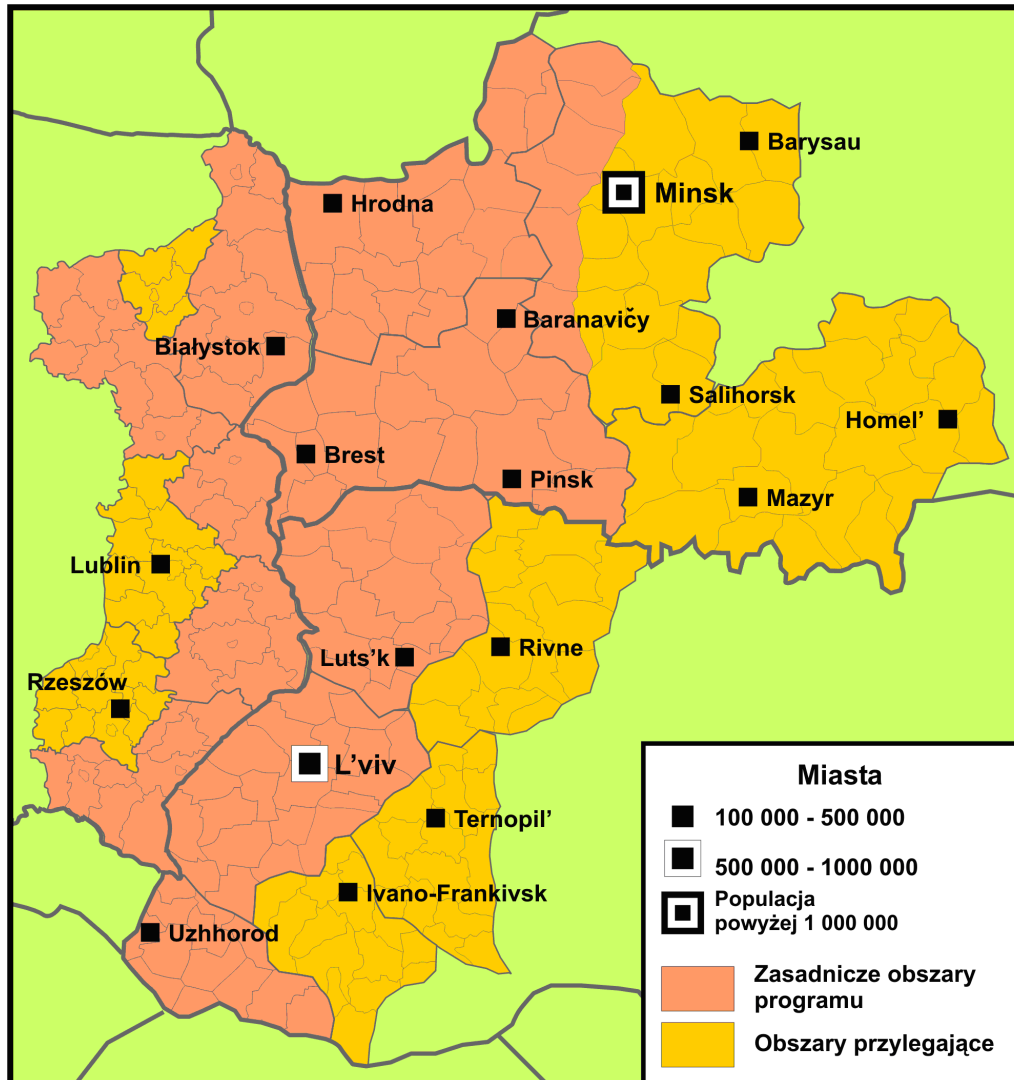 Barysau
Minsk
Hrodna
Baranavičy
Białystok
Salihorsk
Homel’
Brest
Pinsk
Mazyr
Lublin
Rivne
Luts’k
Rzeszów
L’viv
Ternopil’
Ivano-Frankivsk
Uzhhorod
Miasta
100 000 - 500 000
500 000 - 1000 000
Populacja
powyżej 1 000 000
Zasadnicze obszary
programu
Obszary przylegające